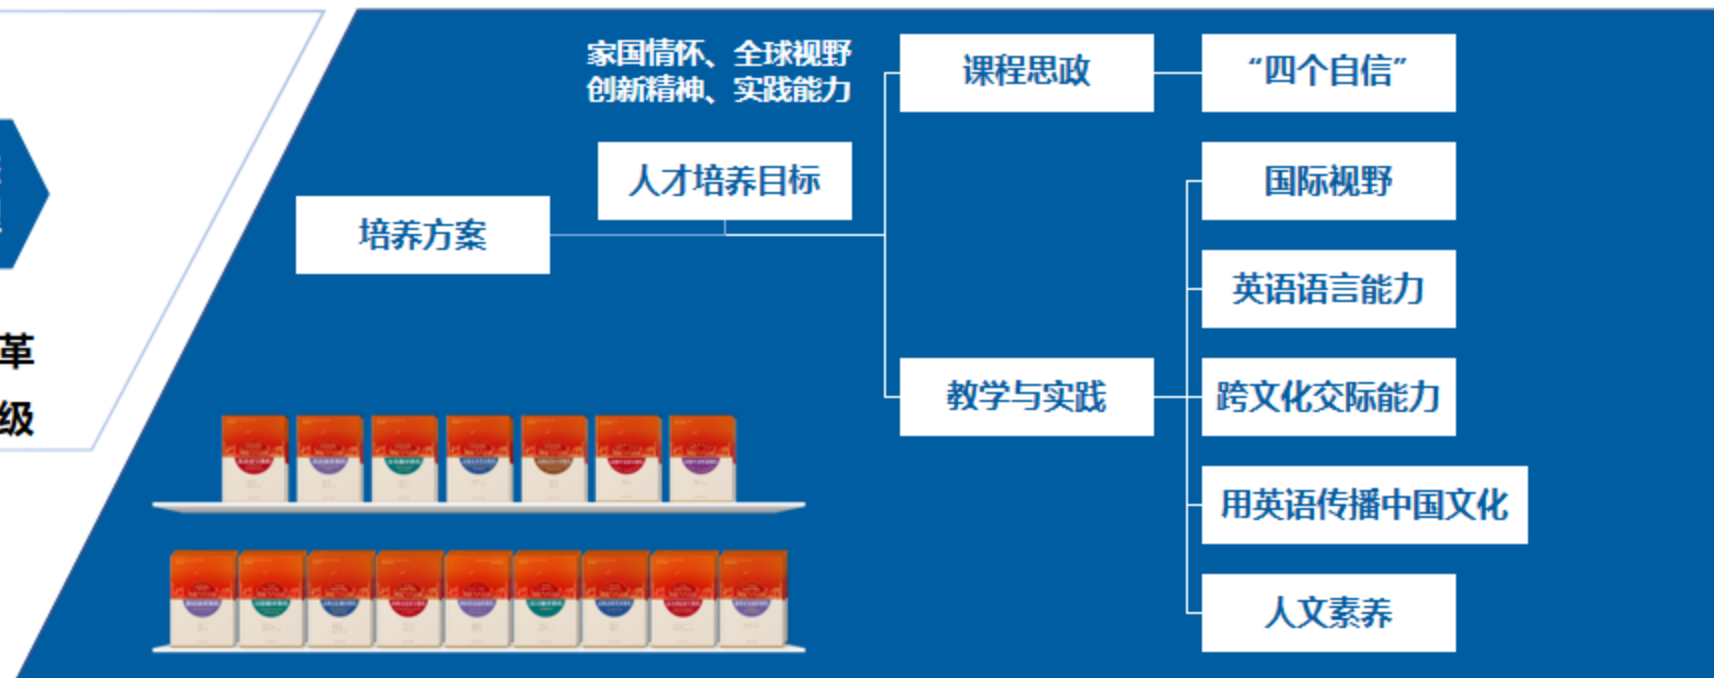 家国情怀、全球视野
创新精神、实践能力
人才培养目标
培养方案
课程思政
“四个自信”
教学与实践
国际视野
英语语言能力
跨文化交际能力
用英语传播中国文化
人文素养
革
级